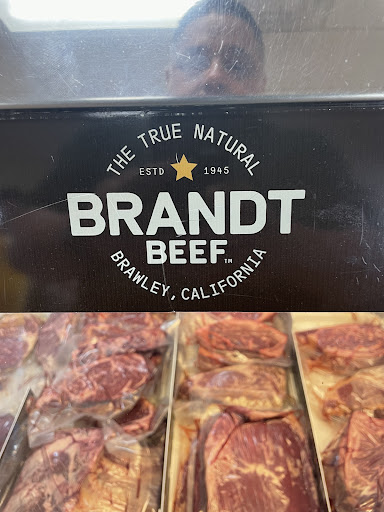 THE TRUE NATURAL
ESTD 1945
BRANDT
BEEF™
BRAWLEY, CALIFORNIA